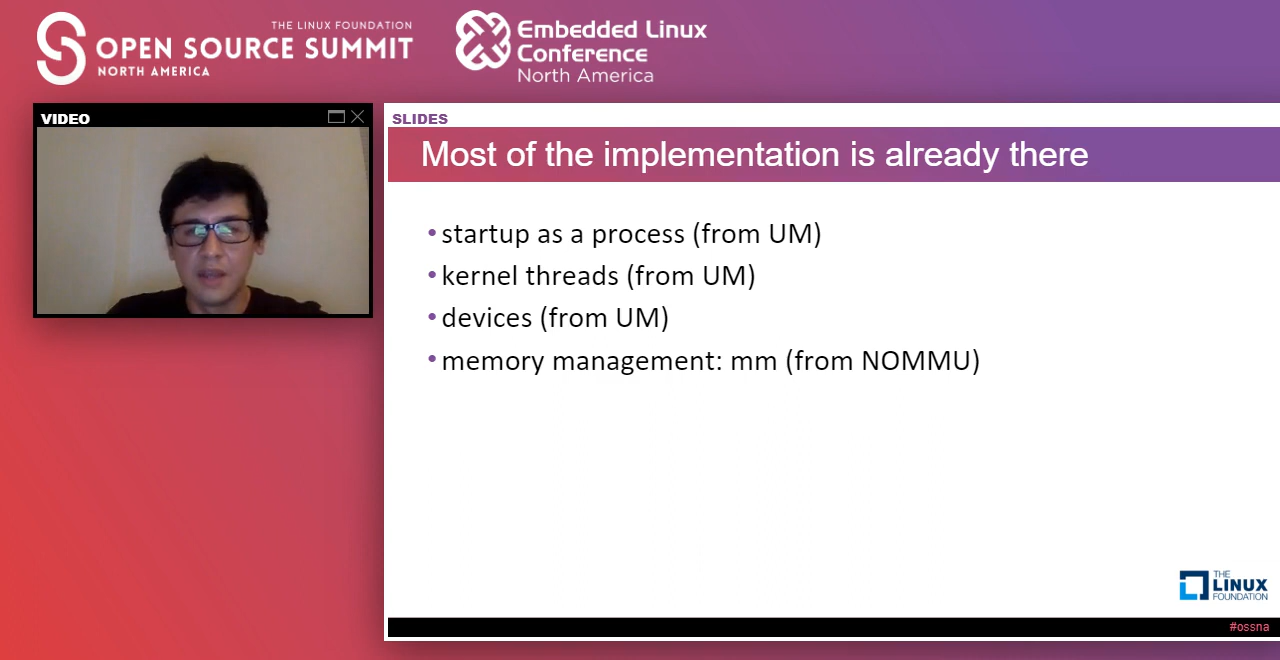 THE LINUX FOUNDATION
OPEN SOURCE SUMMIT
NORTH AMERICA
Embedded Linux
Conference
North America
VIDEO
SLIDES
Most of the implementation is already there
•startup as a process (from UM)
•kernel threads (from UM)
•devices (from UM)
•memory management: mm (from NOMMU)
THE
LINUX
FOUNDATION
#ossna